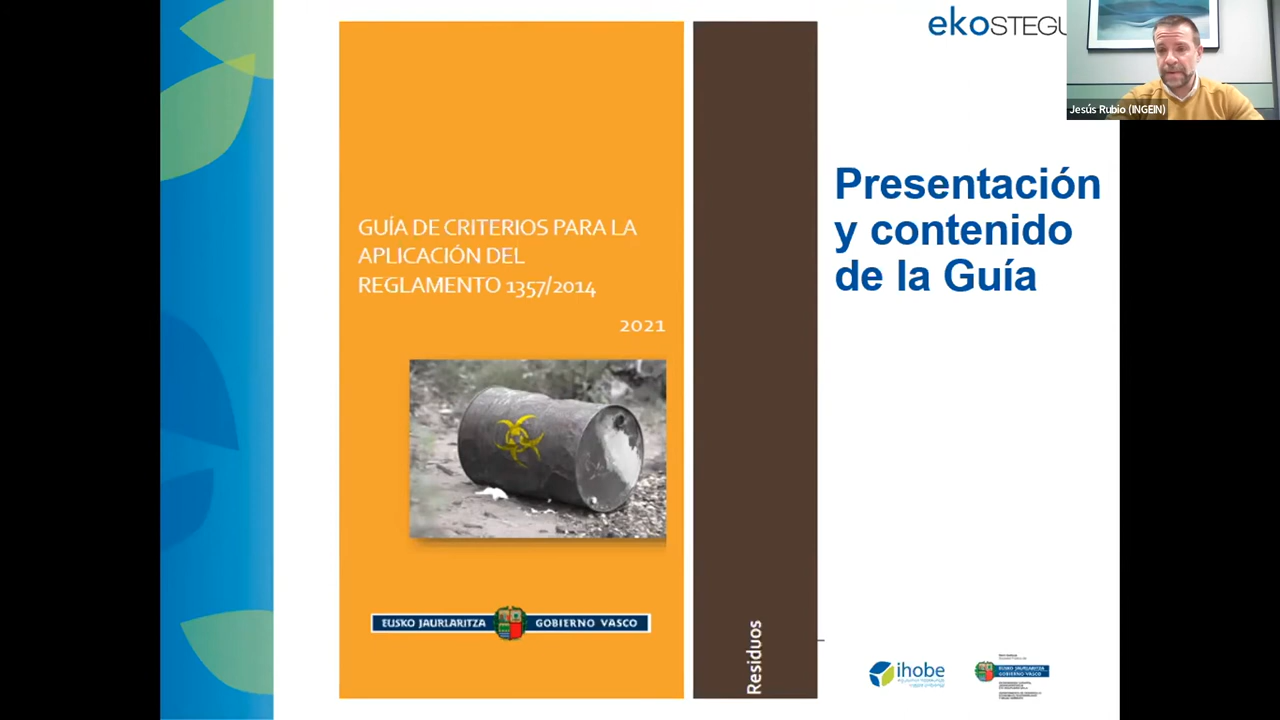 ekoSTEGU
Jesús Rubio (INGEIN)
Presentación
y contenido
de la Guía
GUÍA DE CRITERIOS PARA LA
APLICACIÓN DEL
REGLAMENTO 1357/2014
2021
EUSKO JAURLARITZA
GOBIERNO VASCO
Residuos
ihobe
EUSKO JAURLARITZA
GOBIERNO VASCO